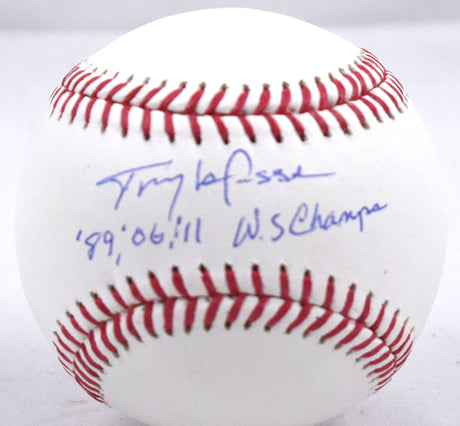 Tony La Russa
'89, '06, '11 W.S Champs